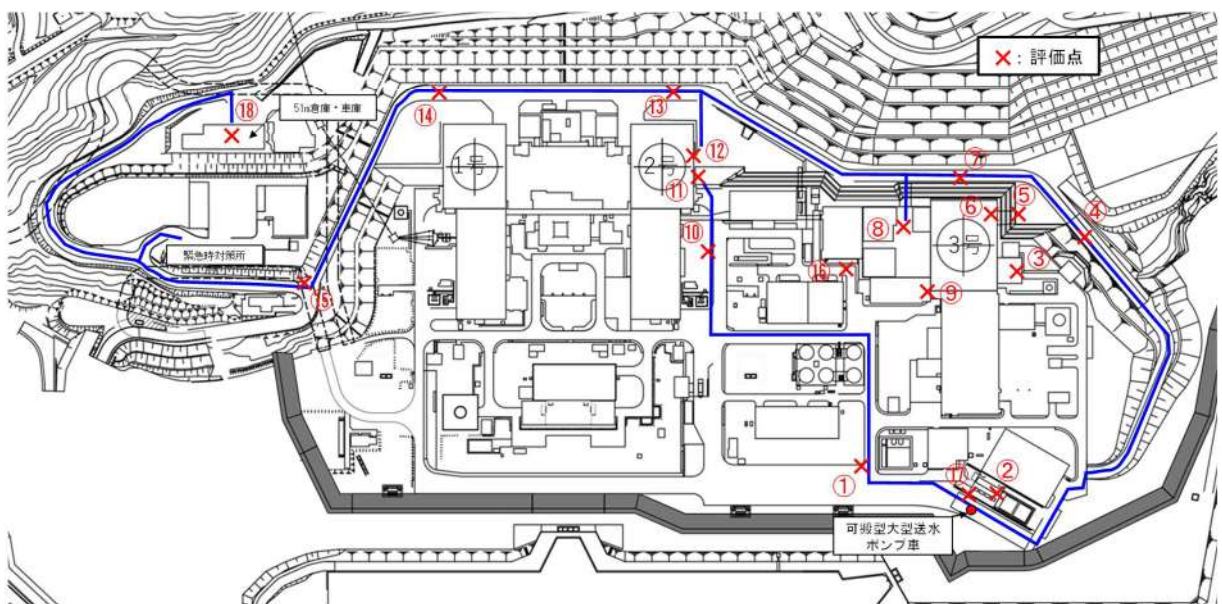 ×：評価点
⑱
51m倉庫・車庫
⑭
⑬
1号
2号
⑫
⑪
⑦
⑥
⑤
⑧
④
3号
③
緊急時対策所
⑩
⑯
⑮
⑨
①
⑰
②
可搬型大型送水
ポンプ車